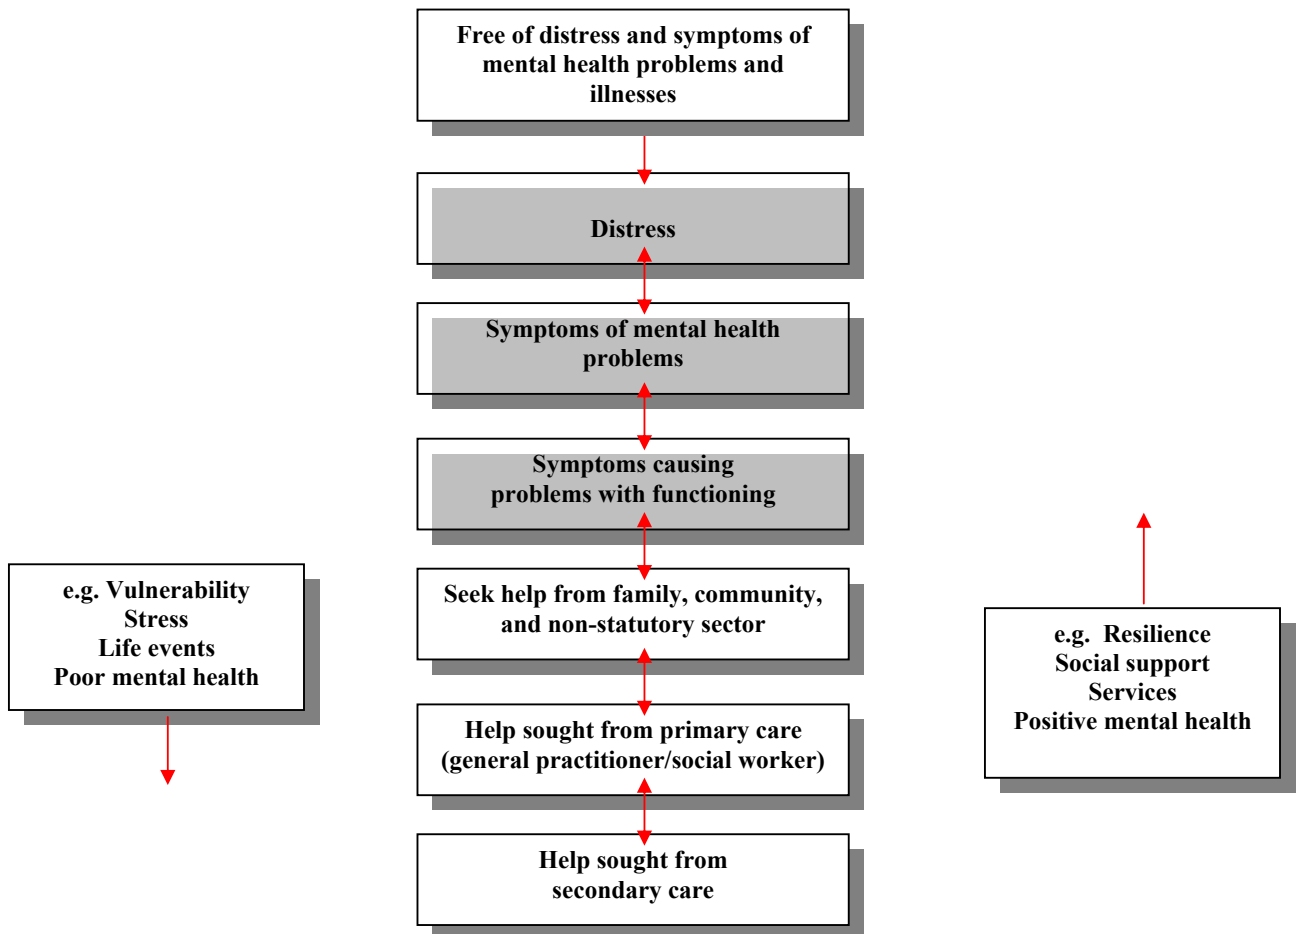 Free of distress and symptoms of
mental health problems and
illnesses
Distress
Symptoms of mental health
problems
Symptoms causing
problems with functioning
e.g. Vulnerability
Stress
Life events
Poor mental health
Seek help from family, community,
and non-statutory sector
e.g.  Resilience
Social support
Services
Positive mental health
Help sought from primary care
(general practitioner/social worker)
Help sought from
secondary care